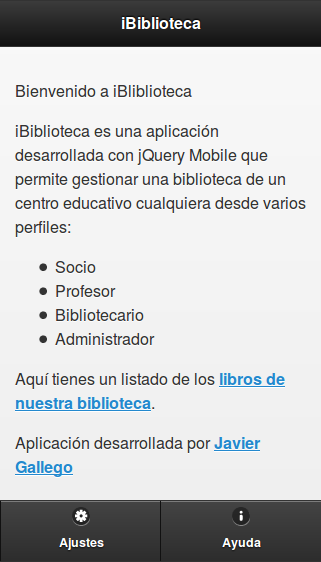 iBiblioteca
Bienvenido a iBliblioteca
iBiblioteca es una aplicación
desarrollada con jQuery Mobile que
permite gestionar una biblioteca de un
centro educativo cualquiera desde varios
perfiles:
Socio
Profesor
Bibliotecario
Administrador
Aquí tienes un listado de los libros de
nuestra biblioteca.
Aplicación desarrollada por Javier
Gallego
Ajustes Ayuda